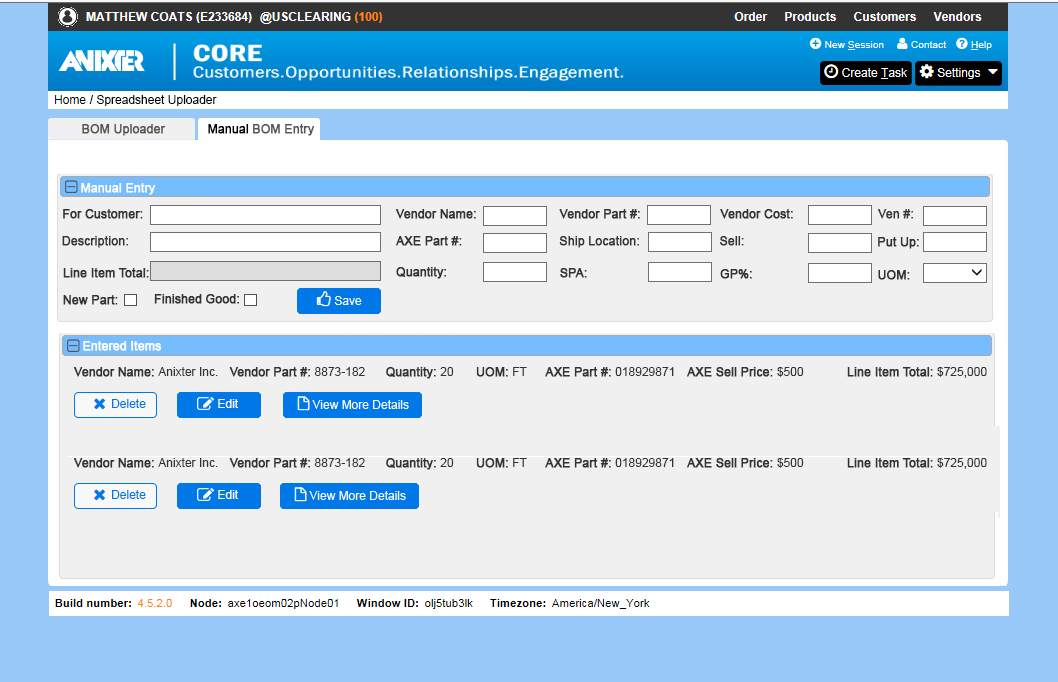 MATTHEW COATS (E233684) @USCLEARING (100) Order Products Customers Vendors
New Session Contact Help
ANIXTER CORE
Customers.Opportunities.Relationships.Engagement.
Create Task Settings
Home / Spreadsheet Uploader
BOM Uploader Manual BOM Entry
Manual Entry
For Customer: Vendor Name: Vendor Part #: Vendor Cost: Ven #:
Description: AXE Part #: Ship Location: Sell: Put Up:
Line Item Total: Quantity: SPA: GP%: UOM:
New Part: Finished Good: Save
Entered Items
Vendor Name: Anixter Inc. Vendor Part #: 8873-182 Quantity: 20 UOM: FT AXE Part #: 018929871 AXE Sell Price: $500 Line Item Total: $725,000
Delete Edit View More Details
Vendor Name: Anixter Inc. Vendor Part #: 8873-182 Quantity: 20 UOM: FT AXE Part #: 018929871 AXE Sell Price: $500 Line Item Total: $725,000
Delete Edit View More Details
Build number: 4.5.2.0 Node: axe1oeom02pNode01 Window ID: olj5tub3lk Timezone: America/New_York